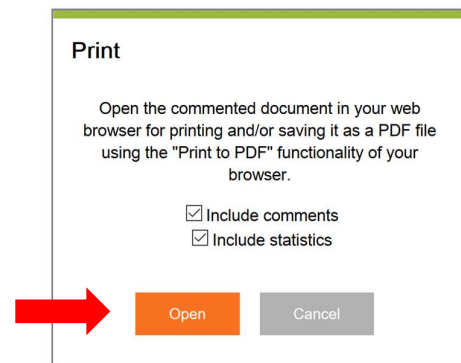 Print
Open the commented document in your web
browser for printing and/or saving it as a PDF file
using the "Print to PDF" functionality of your
browser.
Include comments
Include statistics
Open Cancel